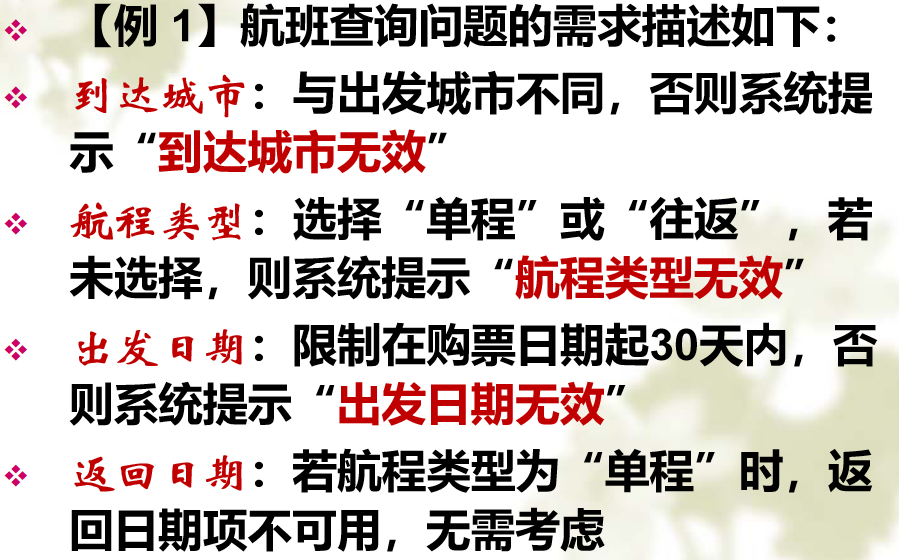 【例 1】航班查询问题的需求描述如下：
到达城市：与出发城市不同，否则系统提
示“到达城市无效”
航程类型：选择“单程”或“往返”，若
未选择，则系统提示“航程类型无效”
出发日期：限制在购票日期起30天内，否
则系统提示“出发日期无效”
返回日期：若航程类型为“单程”时，返
回日期项不可用，无需考虑